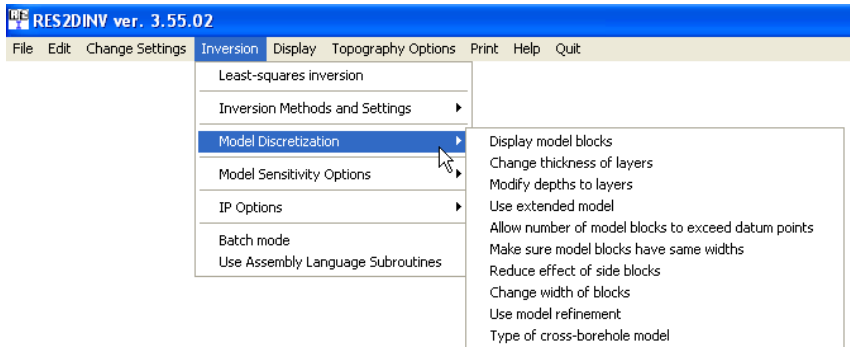 RES2DINV ver. 3.55.02
File Edit Change Settings Inversion Display Topography Options Print Help Quit
Least-squares inversion
Inversion Methods and Settings
Model Discretization
Model Sensitivity Options
IP Options
Batch mode
Use Assembly Language Subroutines
Display model blocks
Change thickness of layers
Modify depths to layers
Use extended model
Allow number of model blocks to exceed datum points
Make sure model blocks have same widths
Reduce effect of side blocks
Change width of blocks
Use model refinement
Type of cross-borehole model